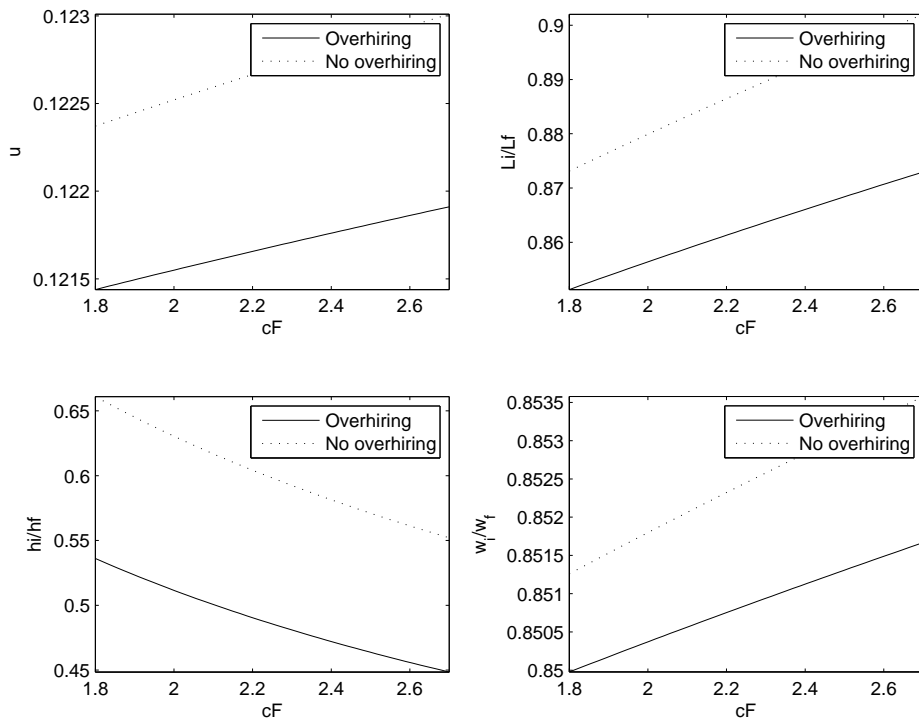 0.123
0.1225
0.122
0.1215
u
1.8 2 2.2 2.4 2.6
cF
Overhiring
No overhiring
0.9
0.89
0.88
0.87
0.86
Li/Lf
1.8 2 2.2 2.4 2.6
cF
Overhiring
No overhiring
0.65
0.6
0.55
0.5
0.45
hi/hf
1.8 2 2.2 2.4 2.6
cF
Overhiring
No overhiring
0.8535
0.853
0.8525
0.852
0.8515
0.851
0.8505
0.85
w_i/w_f
1.8 2 2.2 2.4 2.6
cF
Overhiring
No overhiring